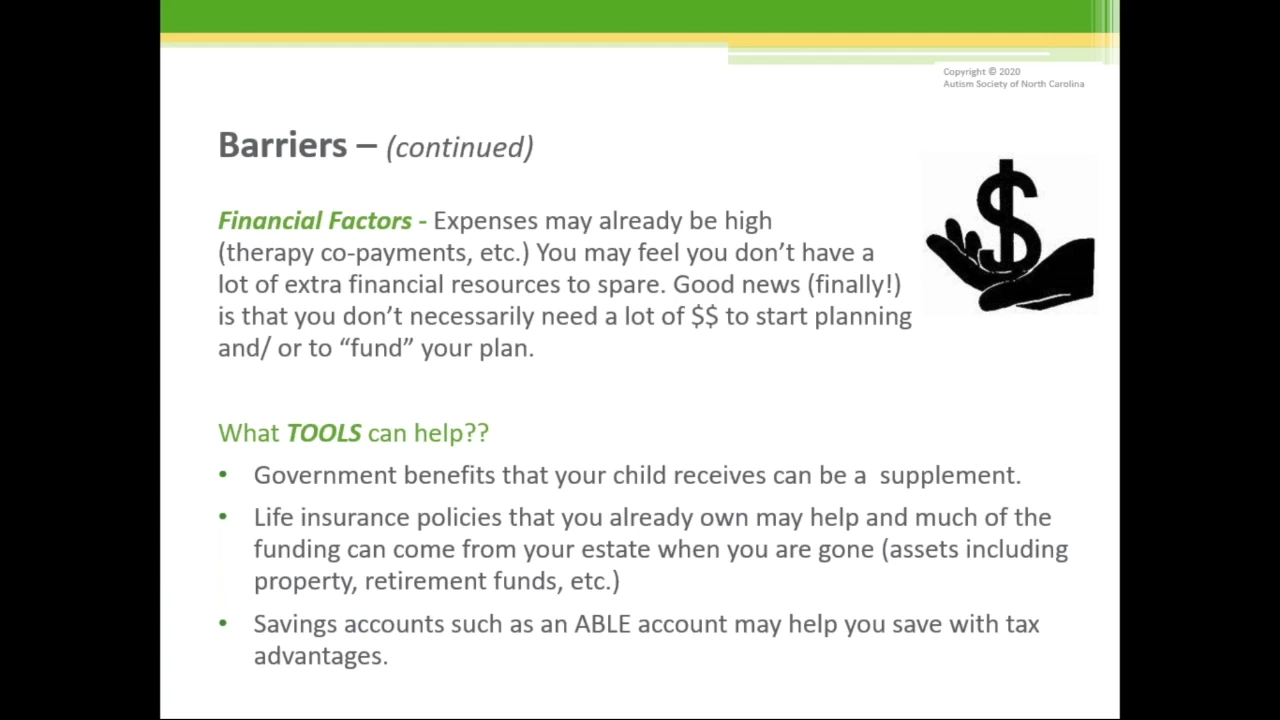 Copyright © 2020
Autism Society of North Carolina
Barriers – (continued)
Financial Factors - Expenses may already be high
(therapy co-payments, etc.) You may feel you don’t have a
lot of extra financial resources to spare. Good news (finally!)
is that you don’t necessarily need a lot of $$ to start planning
and/ or to “fund” your plan.
$
What TOOLS can help??
• Government benefits that your child receives can be a  supplement.
• Life insurance policies that you already own may help and much of the
funding can come from your estate when you are gone (assets including
property, retirement funds, etc.)
• Savings accounts such as an ABLE account may help you save with tax
advantages.